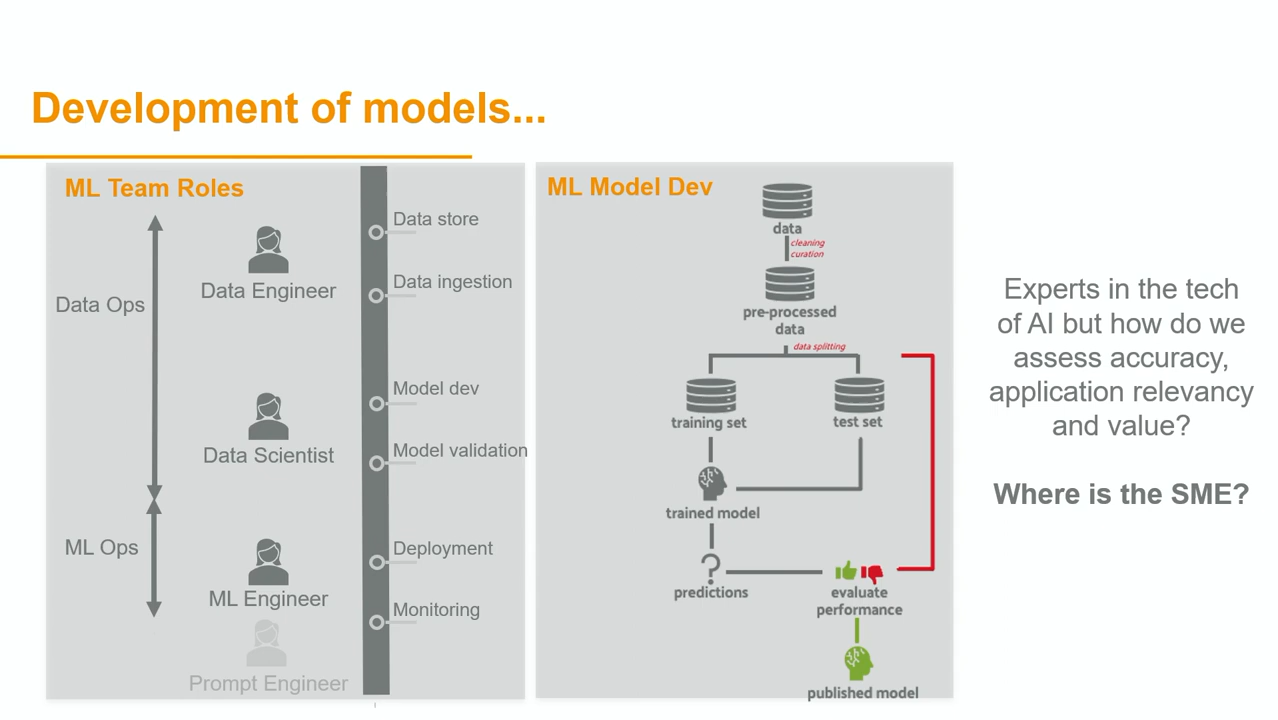 Development of models...
ML Team Roles
Data Ops
ML Ops
Data Engineer
Data Scientist
ML Engineer
Prompt Engineer
Data store
Data ingestion
Model dev
Model validation
Deployment
Monitoring
ML Model Dev
data
cleaning
curation
pre-processed
data
data splitting
training set
test set
trained model
?
predictions
evaluate
performance
published model
Experts in the tech
of AI but how do we
assess accuracy,
application relevancy
and value?
Where is the SME?